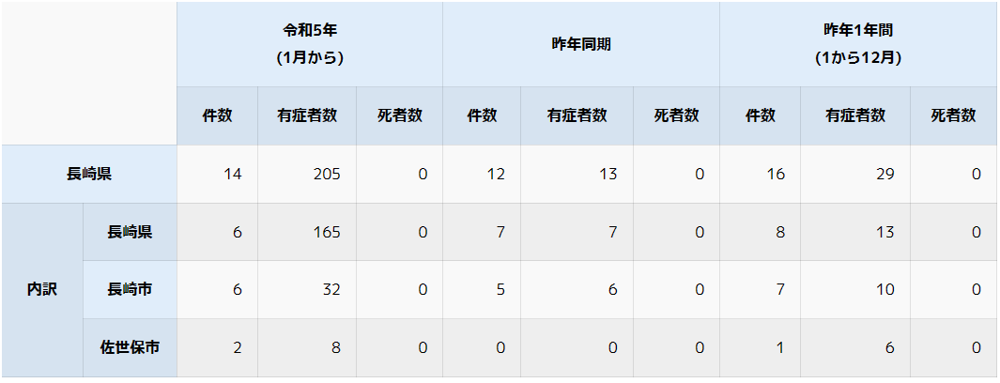 令和5年
(1月から)
昨年同期
昨年1年間
(1から12月)
件数 有症者数 死者数 件数 有症者数 死者数 件数 有症者数 死者数
長崎県 14 205 0 12 13 0 16 29 0
内訳
長崎県 6 165 0 7 7 0 8 13 0
長崎市 6 32 0 5 6 0 7 10 0
佐世保市 2 8 0 0 0 0 1 6 0